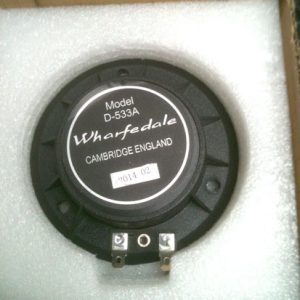 Model
D-533A
Wharfedale
CAMBRIDGE ENGLAND
2014 02